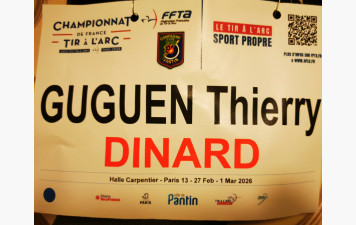 CHAMPIONNAT
DE FRANCE
TIR À L'ARC
FFTA
LE TIR À L'ARC
SPORT PROPRE
GUGUEN Thierry
DINARD
Halle Carpentier - Paris 13 - 27 Feb - 1 Mar 2026
PARIS
Pantin